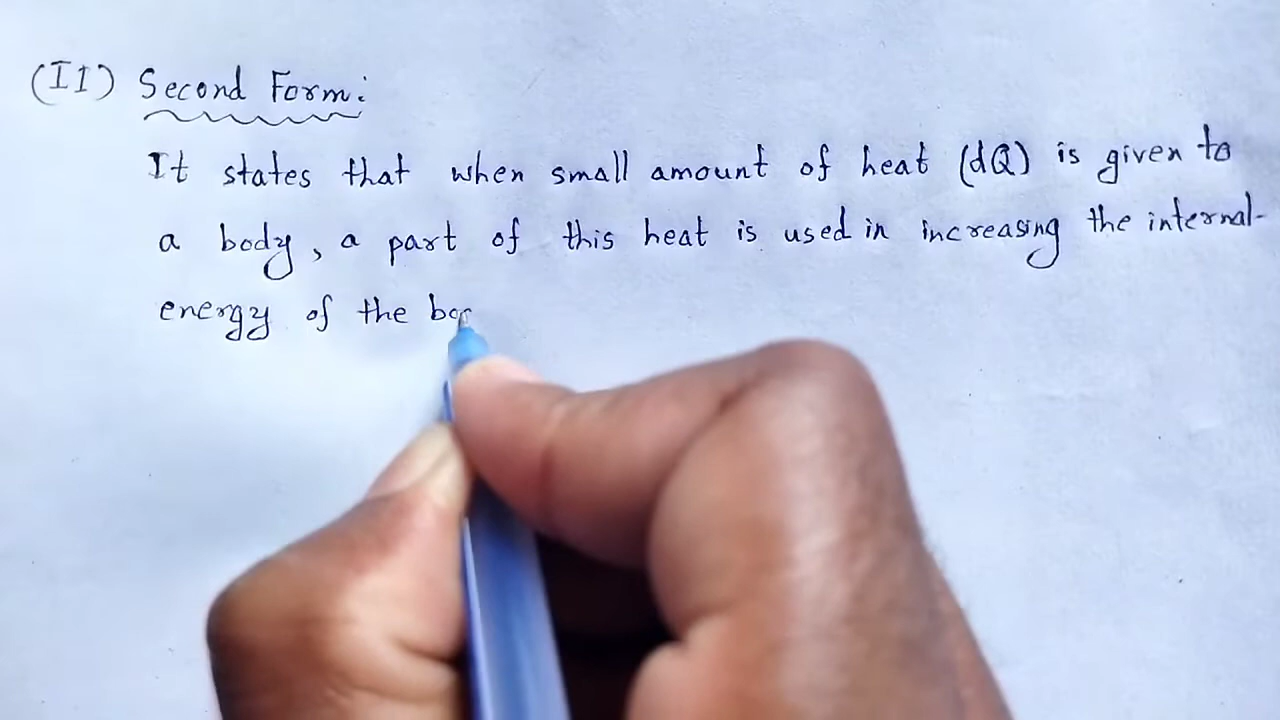 (II) Second Form:
It states that when small amount of heat (dQ) is given to
a body, a part of this heat is used in increasing the internal-
energy of the